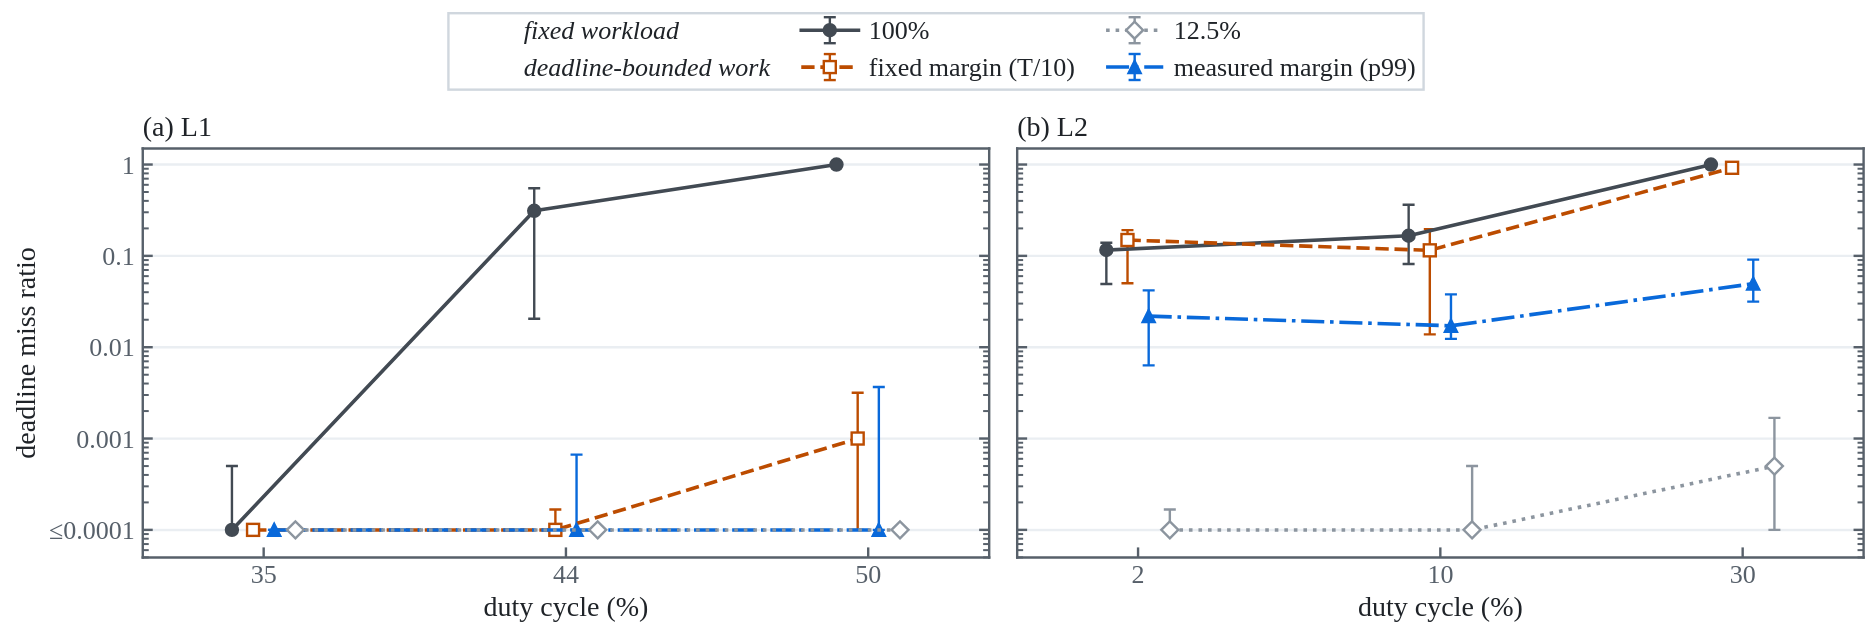 fixed workload 100% 12.5%
deadline-bounded work fixed margin (T/10) measured margin (p99)
(a) L1 (b) L2
deadline miss ratio
1
0.1
0.01
0.001
≤0.0001
35 44 50 2 10 30
duty cycle (%) duty cycle (%)